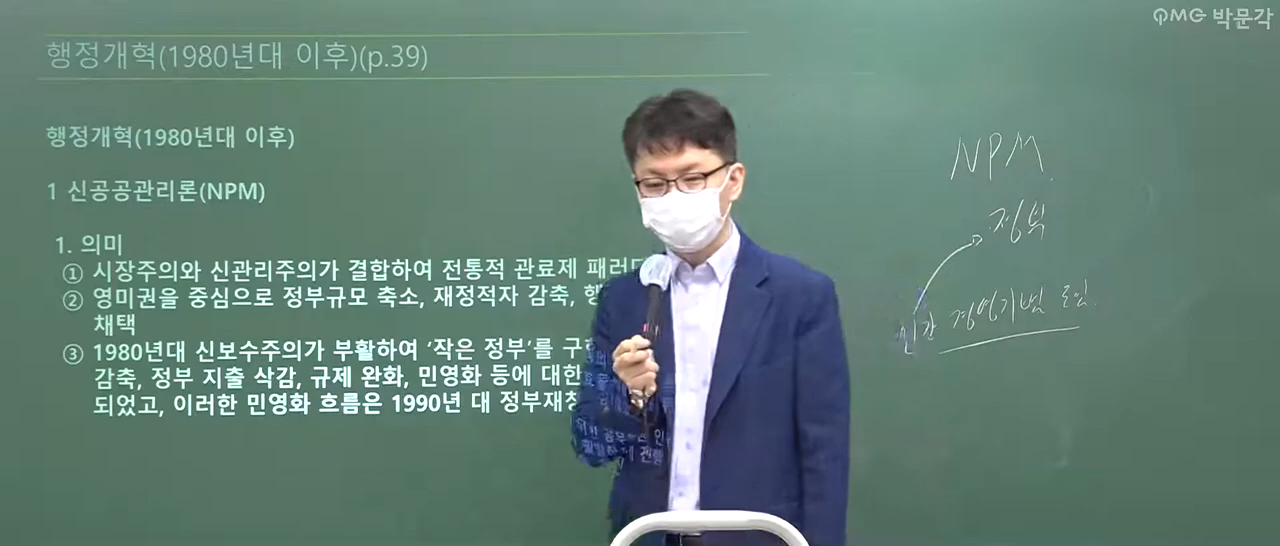 PMG 박문각
행정개혁(1980년대 이후)(p.39)
행정개혁(1980년대 이후)
1 신공공관리론(NPM)
1. 의미
① 시장주의와 신관리주의가 결합하여 전통적 관료제
② 영미권을 중심으로 정부규모 축소, 재정적자 감축,
채택
③ 1980년대 신보수주의가 부활하여 '작은 정부'를
감축, 정부 지출 삭감, 규제 완화, 민영화 등에 대한
되었고, 이러한 민영화 흐름은 1990년 대
NPM
정부
민간 경영기법 도입.